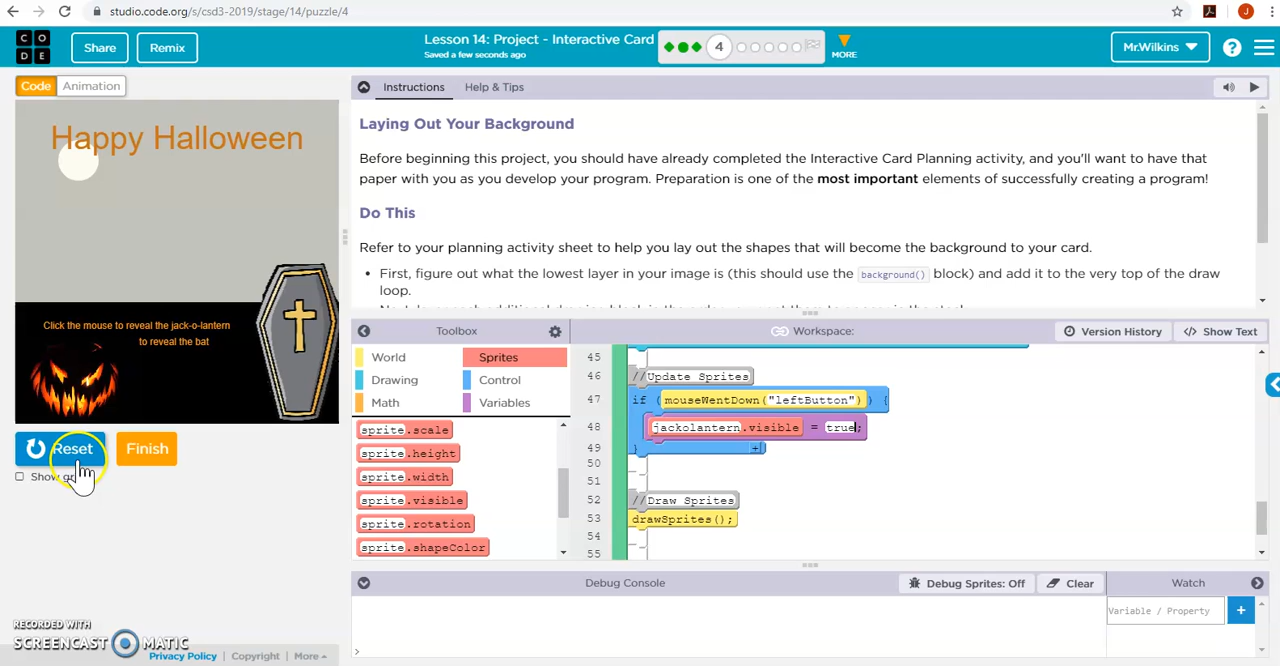 studio.code.org/s/csd3-2019/stage/14/puzzle/4
J
CO
DE
Share
Remix
Lesson 14: Project - Interactive Card
Saved a few seconds ago
4
MORE
Mr.Wilkins
?
Code
Animation
Instructions
Help & Tips
Happy Halloween
Click the mouse to reveal the jack-o-lantern
to reveal the bat
Reset
Finish
Laying Out Your Background
Before beginning this project, you should have already completed the Interactive Card Planning activity, and you'll want to have that
paper with you as you develop your program. Preparation is one of the most important elements of successfully creating a program!
Do This
Refer to your planning activity sheet to help you lay out the shapes that will become the background to your card.
• First, figure out what the lowest layer in your image is (this should use the background() block) and add it to the very top of the draw
loop.
Toolbox
Workspace:
Version History
</> Show Text
World
Sprites
Drawing
Control
Math
Variables
sprite.scale
sprite.height
sprite.width
sprite.visible
sprite.rotation
sprite.shapeColor
45
46 //Update Sprites
47 if (mouseWentDown("leftButton")) {
48 jackolantern.visible = true;
49 }
50
51
52 //Draw Sprites
53 drawSprites();
54
55
Debug Console
Debug Sprites: Off
Clear
Watch
Variable / Property
+
>
RECORDED WITH
SCREENCAST MATIC
Privacy Policy
Copyright
More